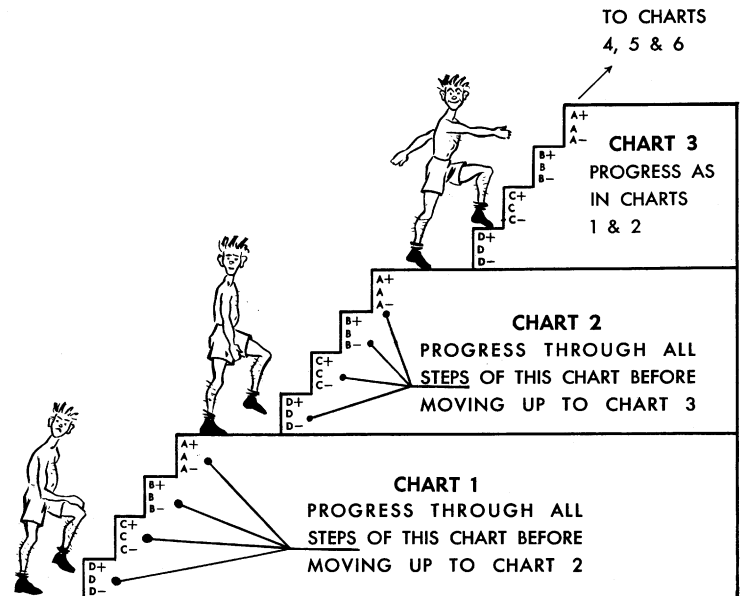 TO CHARTS
4, 5 & 6
A+
A
A−
B+
B
B−
C+
C
C−
D+
D
D−
CHART 3
PROGRESS AS
IN CHARTS
1 & 2
A+
A
A−
B+
B
B−
C+
C
C−
D+
D
D−
CHART 2
PROGRESS THROUGH ALL
STEPS OF THIS CHART BEFORE
MOVING UP TO CHART 3
A+
A
A−
B+
B
B−
C+
C
C−
D+
D
D−
CHART 1
PROGRESS THROUGH ALL
STEPS OF THIS CHART BEFORE
MOVING UP TO CHART 2